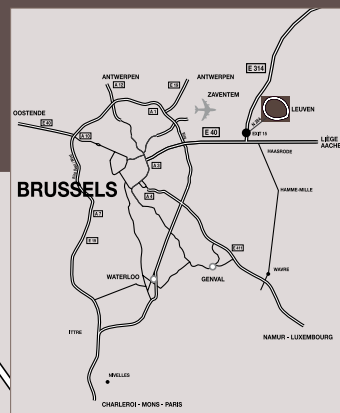 E 314
ANTWERPEN
ANTWERPEN
A 12
E 19
ZAVENTEM
LEUVEN
OOSTENDE
A 1
E 40
E 40
A 10
EXIT 15
LIÈGE
AACHE
HAASRODE
A 3
BRUSSELS
A 4
HAMME-MILLE
A 7
E 19
E 411
WAVRE
WATERLOO
GENVAL
ITTRE
NAMUR - LUXEMBOURG
NIVELLES
CHARLEROI - MONS - PARIS